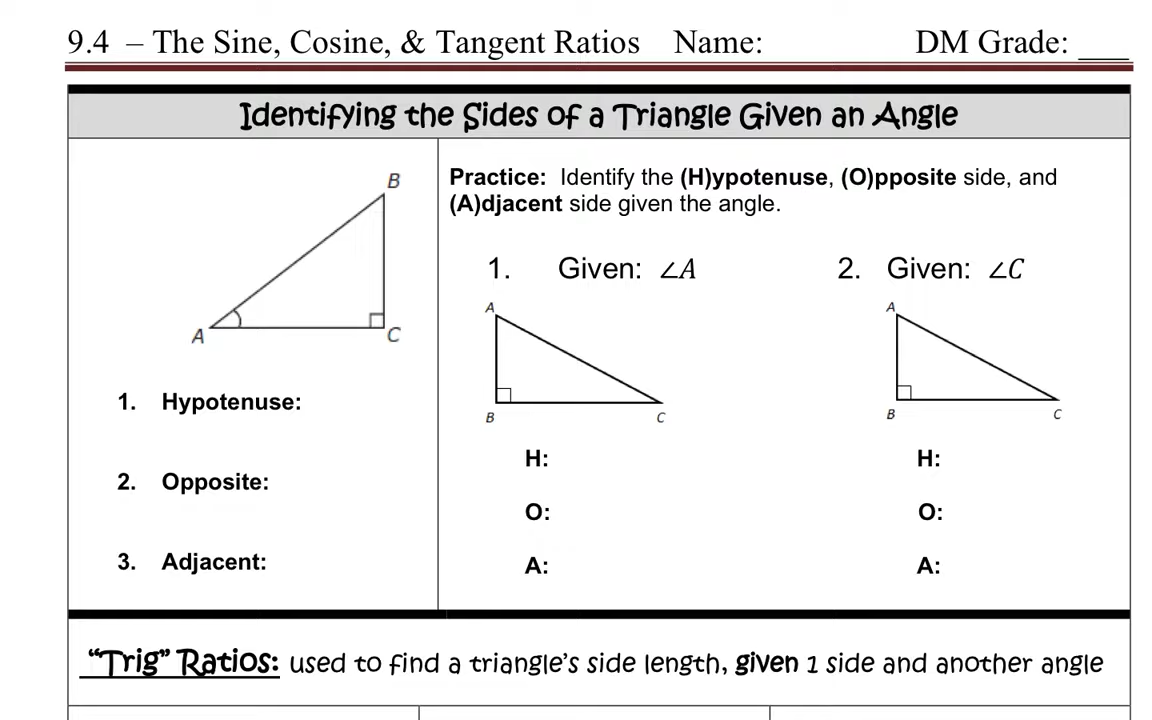 9.4 – The Sine, Cosine, & Tangent Ratios Name: DM Grade: ___
Identifying the Sides of a Triangle Given an Angle
B
A
C
1. Hypotenuse:
2. Opposite:
3. Adjacent:
Practice: Identify the (H)ypotenuse, (O)pposite side, and
(A)djacent side given the angle.
1. Given: ∠A
A
B
C
H:
O:
A:
2. Given: ∠C
A
B
C
H:
O:
A:
“Trig” Ratios: used to find a triangle’s side length, given 1 side and another angle